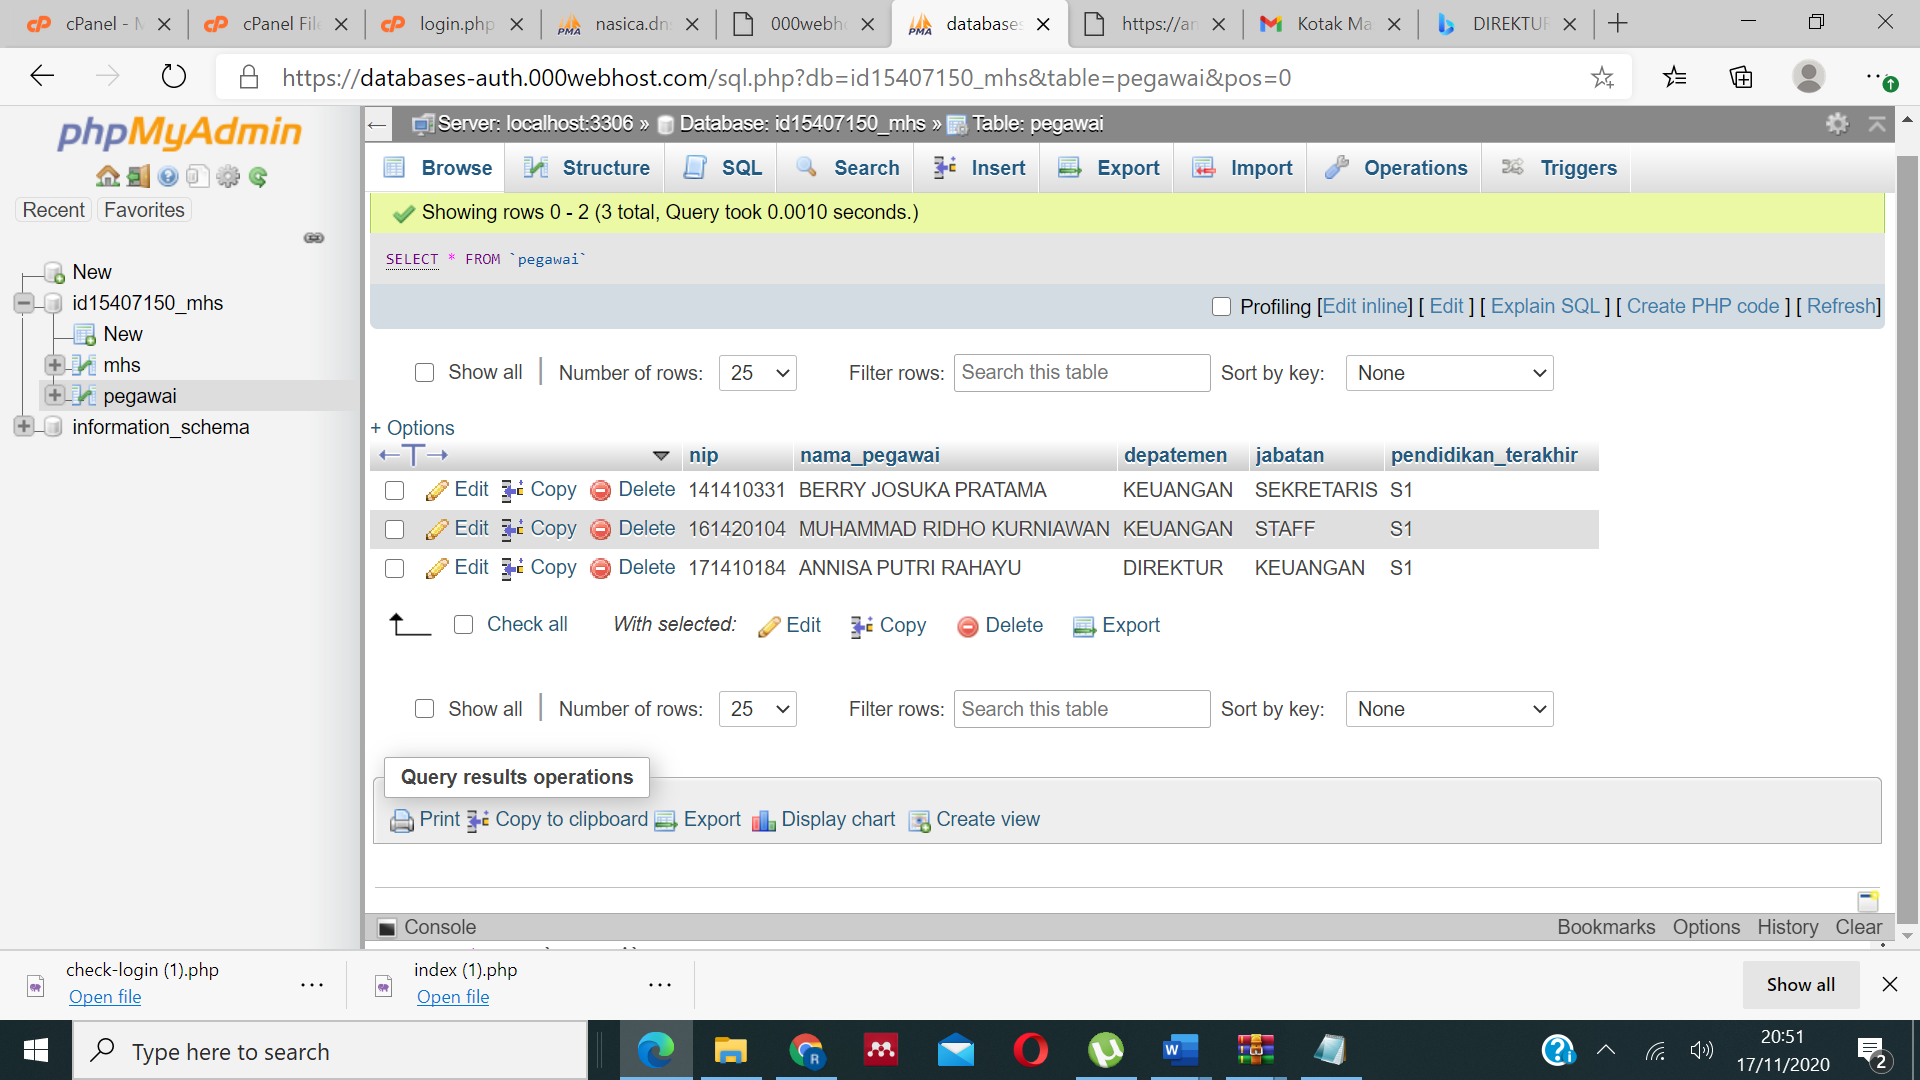 cPanel - M
cPanel File
login.php
nasica.dn
000webh
databases
https://an
Kotak Ma
DIREKTUR
https://databases-auth.000webhost.com/sql.php?db=id15407150_mhs&table=pegawai&pos=0
phpMyAdmin
Recent Favorites
New
id15407150_mhs
New
mhs
pegawai
information_schema
Server: localhost:3306 » Database: id15407150_mhs » Table: pegawai
Browse Structure SQL Search Insert Export Import Operations Triggers
Showing rows 0 - 2 (3 total, Query took 0.0010 seconds.)
SELECT * FROM `pegawai`
Profiling [Edit inline] [ Edit ] [ Explain SQL ] [ Create PHP code ] [ Refresh]
Show all Number of rows: 25 Filter rows: Search this table Sort by key: None
+ Options
nip nama_pegawai depatemen jabatan pendidikan_terakhir
Edit Copy Delete 141410331 BERRY JOSUKA PRATAMA KEUANGAN SEKRETARIS S1
Edit Copy Delete 161420104 MUHAMMAD RIDHO KURNIAWAN KEUANGAN STAFF S1
Edit Copy Delete 171410184 ANNISA PUTRI RAHAYU DIREKTUR KEUANGAN S1
Check all With selected: Edit Copy Delete Export
Show all Number of rows: 25 Filter rows: Search this table Sort by key: None
Query results operations
Print Copy to clipboard Export Display chart Create view
Console Bookmarks Options History Clear
check-login (1).php
Open file
index (1).php
Open file
Show all
Type here to search
20:51
17/11/2020
2